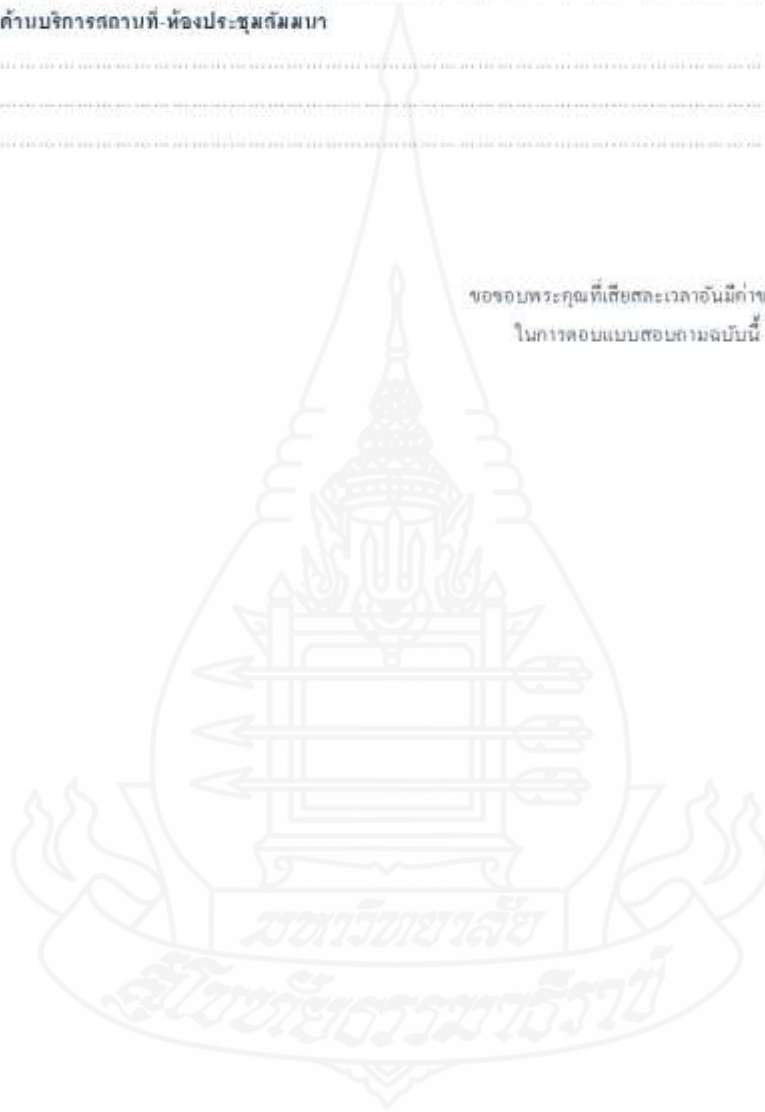 ด้านบริการสถานที่-ห้องประชุมสัมมนา
ขอขอบพระคุณที่เสียสละเวลาอันมีค่าข
ในการตอบแบบสอบถามฉบับนี้
มหาวิทยาลัย
สุโขทัยธรรมาธิราช